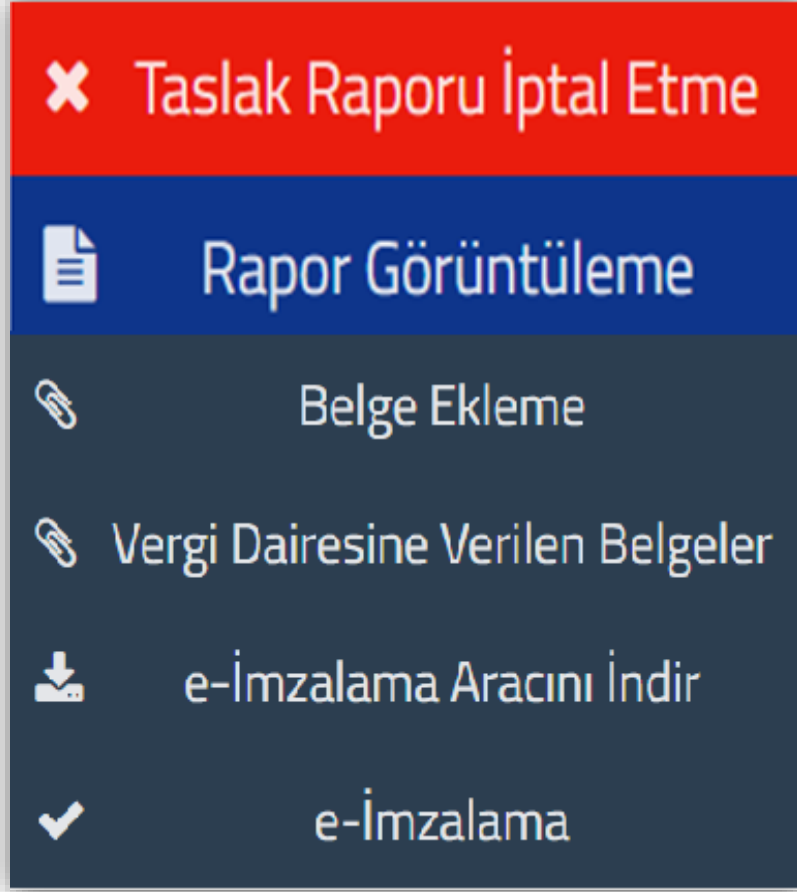 Taslak Raporu İptal Etme
Rapor Görüntüleme
Belge Ekleme
Vergi Dairesine Verilen Belgeler
e-İmzalama Aracını İndir
e-İmzalama